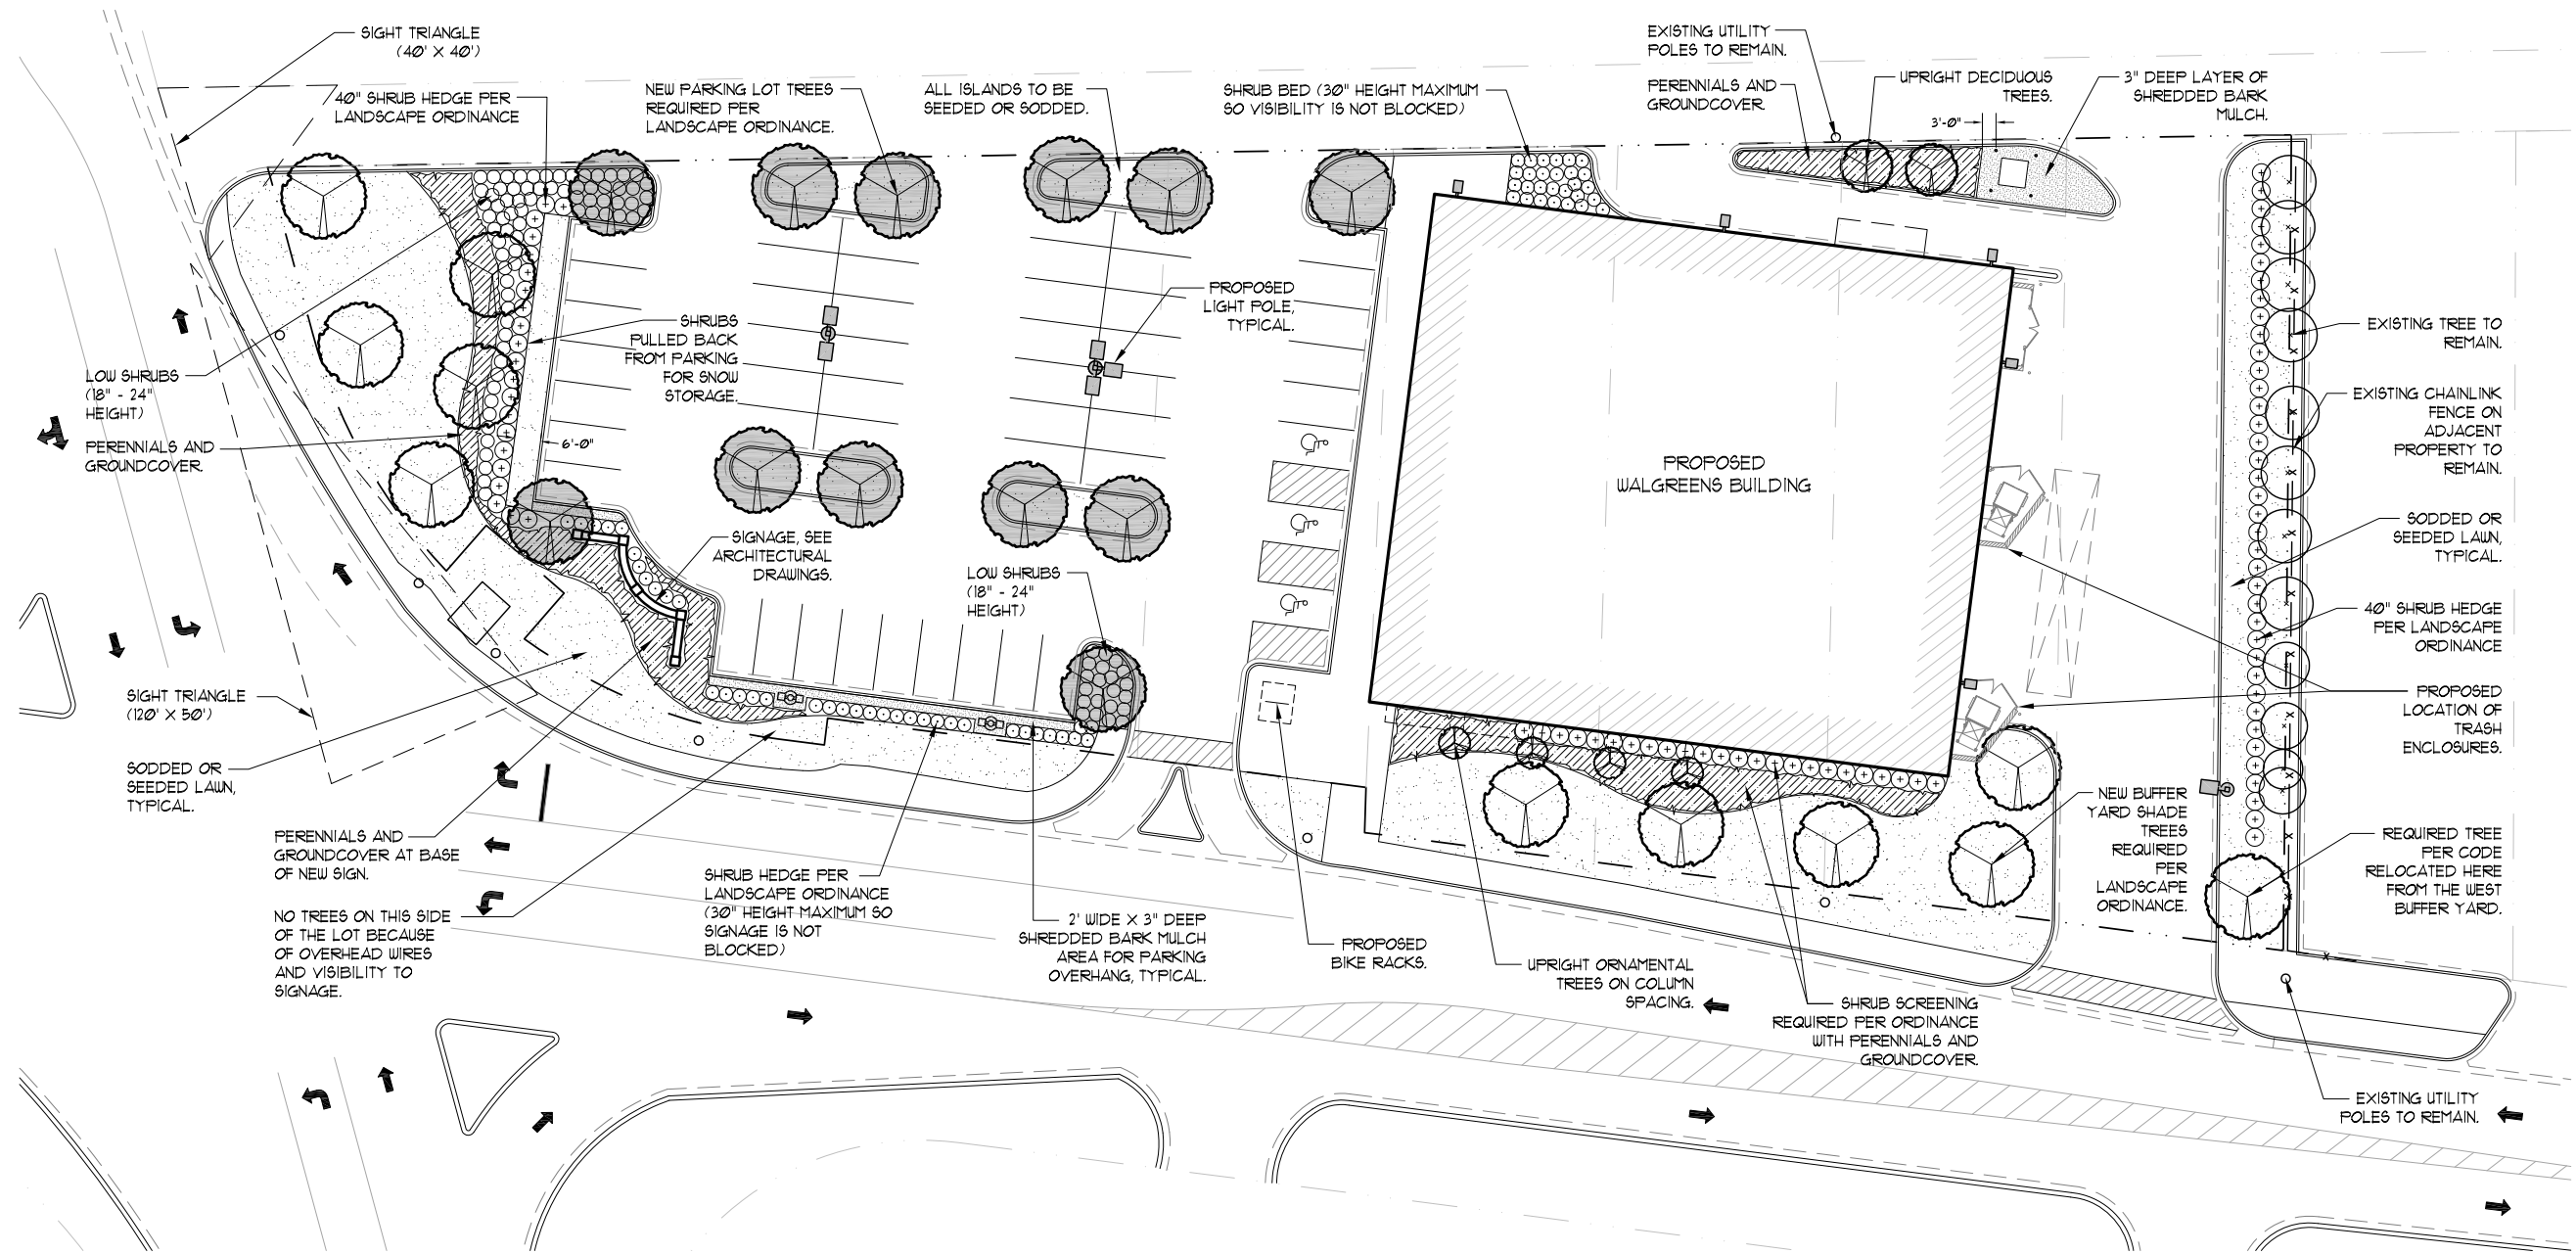 SIGHT TRIANGLE
(40' X 40')
40" SHRUB HEDGE PER
LANDSCAPE ORDINANCE
NEW PARKING LOT TREES
REQUIRED PER
LANDSCAPE ORDINANCE.
ALL ISLANDS TO BE
SEEDED OR SODDED.
SHRUB BED (30" HEIGHT MAXIMUM
SO VISIBILITY IS NOT BLOCKED)
EXISTING UTILITY
POLES TO REMAIN.
PERENNIALS AND
GROUNDCOVER.
UPRIGHT DECIDUOUS
TREES.
3'-0"
3" DEEP LAYER OF
SHREDDED BARK
MULCH.
LOW SHRUBS
(18" - 24"
HEIGHT)
PERENNIALS AND
GROUNDCOVER.
SHRUBS
PULLED BACK
FROM PARKING
FOR SNOW
STORAGE.
6'-0"
PROPOSED
LIGHT POLE,
TYPICAL.
PROPOSED
WALGREENS BUILDING
EXISTING TREE TO
REMAIN.
EXISTING CHAINLINK
FENCE ON
ADJACENT
PROPERTY TO
REMAIN.
SODDED OR
SEEDED LAWN,
TYPICAL.
40" SHRUB HEDGE
PER LANDSCAPE
ORDINANCE
PROPOSED
LOCATION OF
TRASH
ENCLOSURES.
SIGNAGE, SEE
ARCHITECTURAL
DRAWINGS.
LOW SHRUBS
(18" - 24"
HEIGHT)
SIGHT TRIANGLE
(120' X 50')
SODDED OR
SEEDED LAWN,
TYPICAL.
PERENNIALS AND
GROUNDCOVER AT BASE
OF NEW SIGN.
NO TREES ON THIS SIDE
OF THE LOT BECAUSE
OF OVERHEAD WIRES
AND VISIBILITY TO
SIGNAGE.
SHRUB HEDGE PER
LANDSCAPE ORDINANCE
(30" HEIGHT MAXIMUM SO
SIGNAGE IS NOT
BLOCKED)
2' WIDE X 3" DEEP
SHREDDED BARK MULCH
AREA FOR PARKING
OVERHANG, TYPICAL.
PROPOSED
BIKE RACKS.
UPRIGHT ORNAMENTAL
TREES ON COLUMN
SPACING.
SHRUB SCREENING
REQUIRED PER ORDINANCE
WITH PERENNIALS AND
GROUNDCOVER.
NEW BUFFER
YARD SHADE
TREES
REQUIRED
PER
LANDSCAPE
ORDINANCE.
REQUIRED TREE
PER CODE
RELOCATED HERE
FROM THE WEST
BUFFER YARD.
EXISTING UTILITY
POLES TO REMAIN.